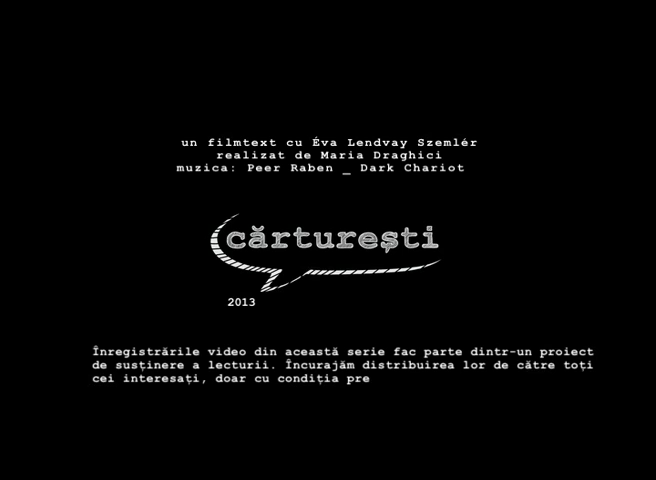 un filmtext cu Éva Lendvay Szemlér
realizat de Maria Draghici
muzica: Peer Raben _ Dark Chariot
cărturești
2013
Înregistrările video din această serie fac parte dintr-un proiect
de susținere a lecturii. Încurajăm distribuirea lor de către toți
cei interesați, doar cu condiția pre